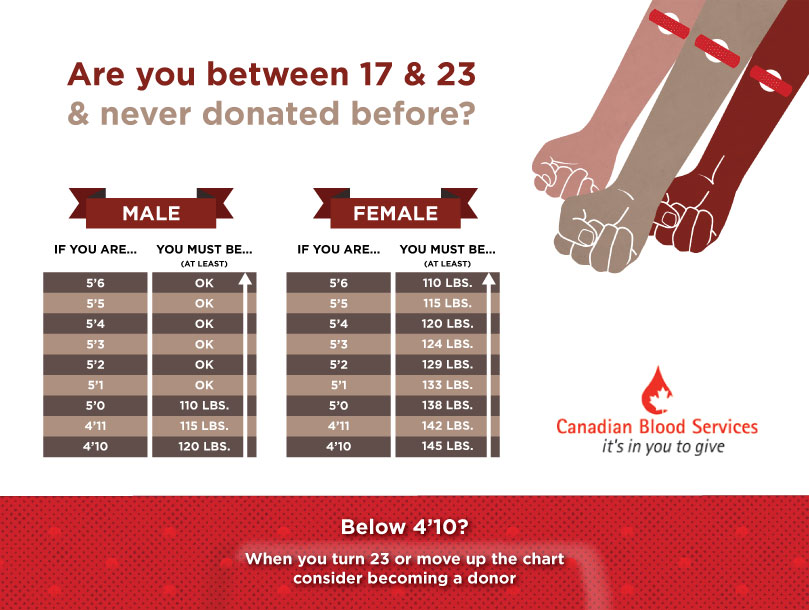 Are you between 17 & 23
& never donated before?
MALE
IF YOU ARE... YOU MUST BE...
(AT LEAST)
5'6 OK
5'5 OK
5'4 OK
5'3 OK
5'2 OK
5'1 OK
5'0 110 LBS.
4'11 115 LBS.
4'10 120 LBS.
FEMALE
IF YOU ARE... YOU MUST BE...
(AT LEAST)
5'6 110 LBS.
5'5 115 LBS.
5'4 120 LBS.
5'3 124 LBS.
5'2 129 LBS.
5'1 133 LBS.
5'0 138 LBS.
4'11 142 LBS.
4'10 145 LBS.
Canadian Blood Services
it's in you to give
Below 4'10?
When you turn 23 or move up the chart
consider becoming a donor